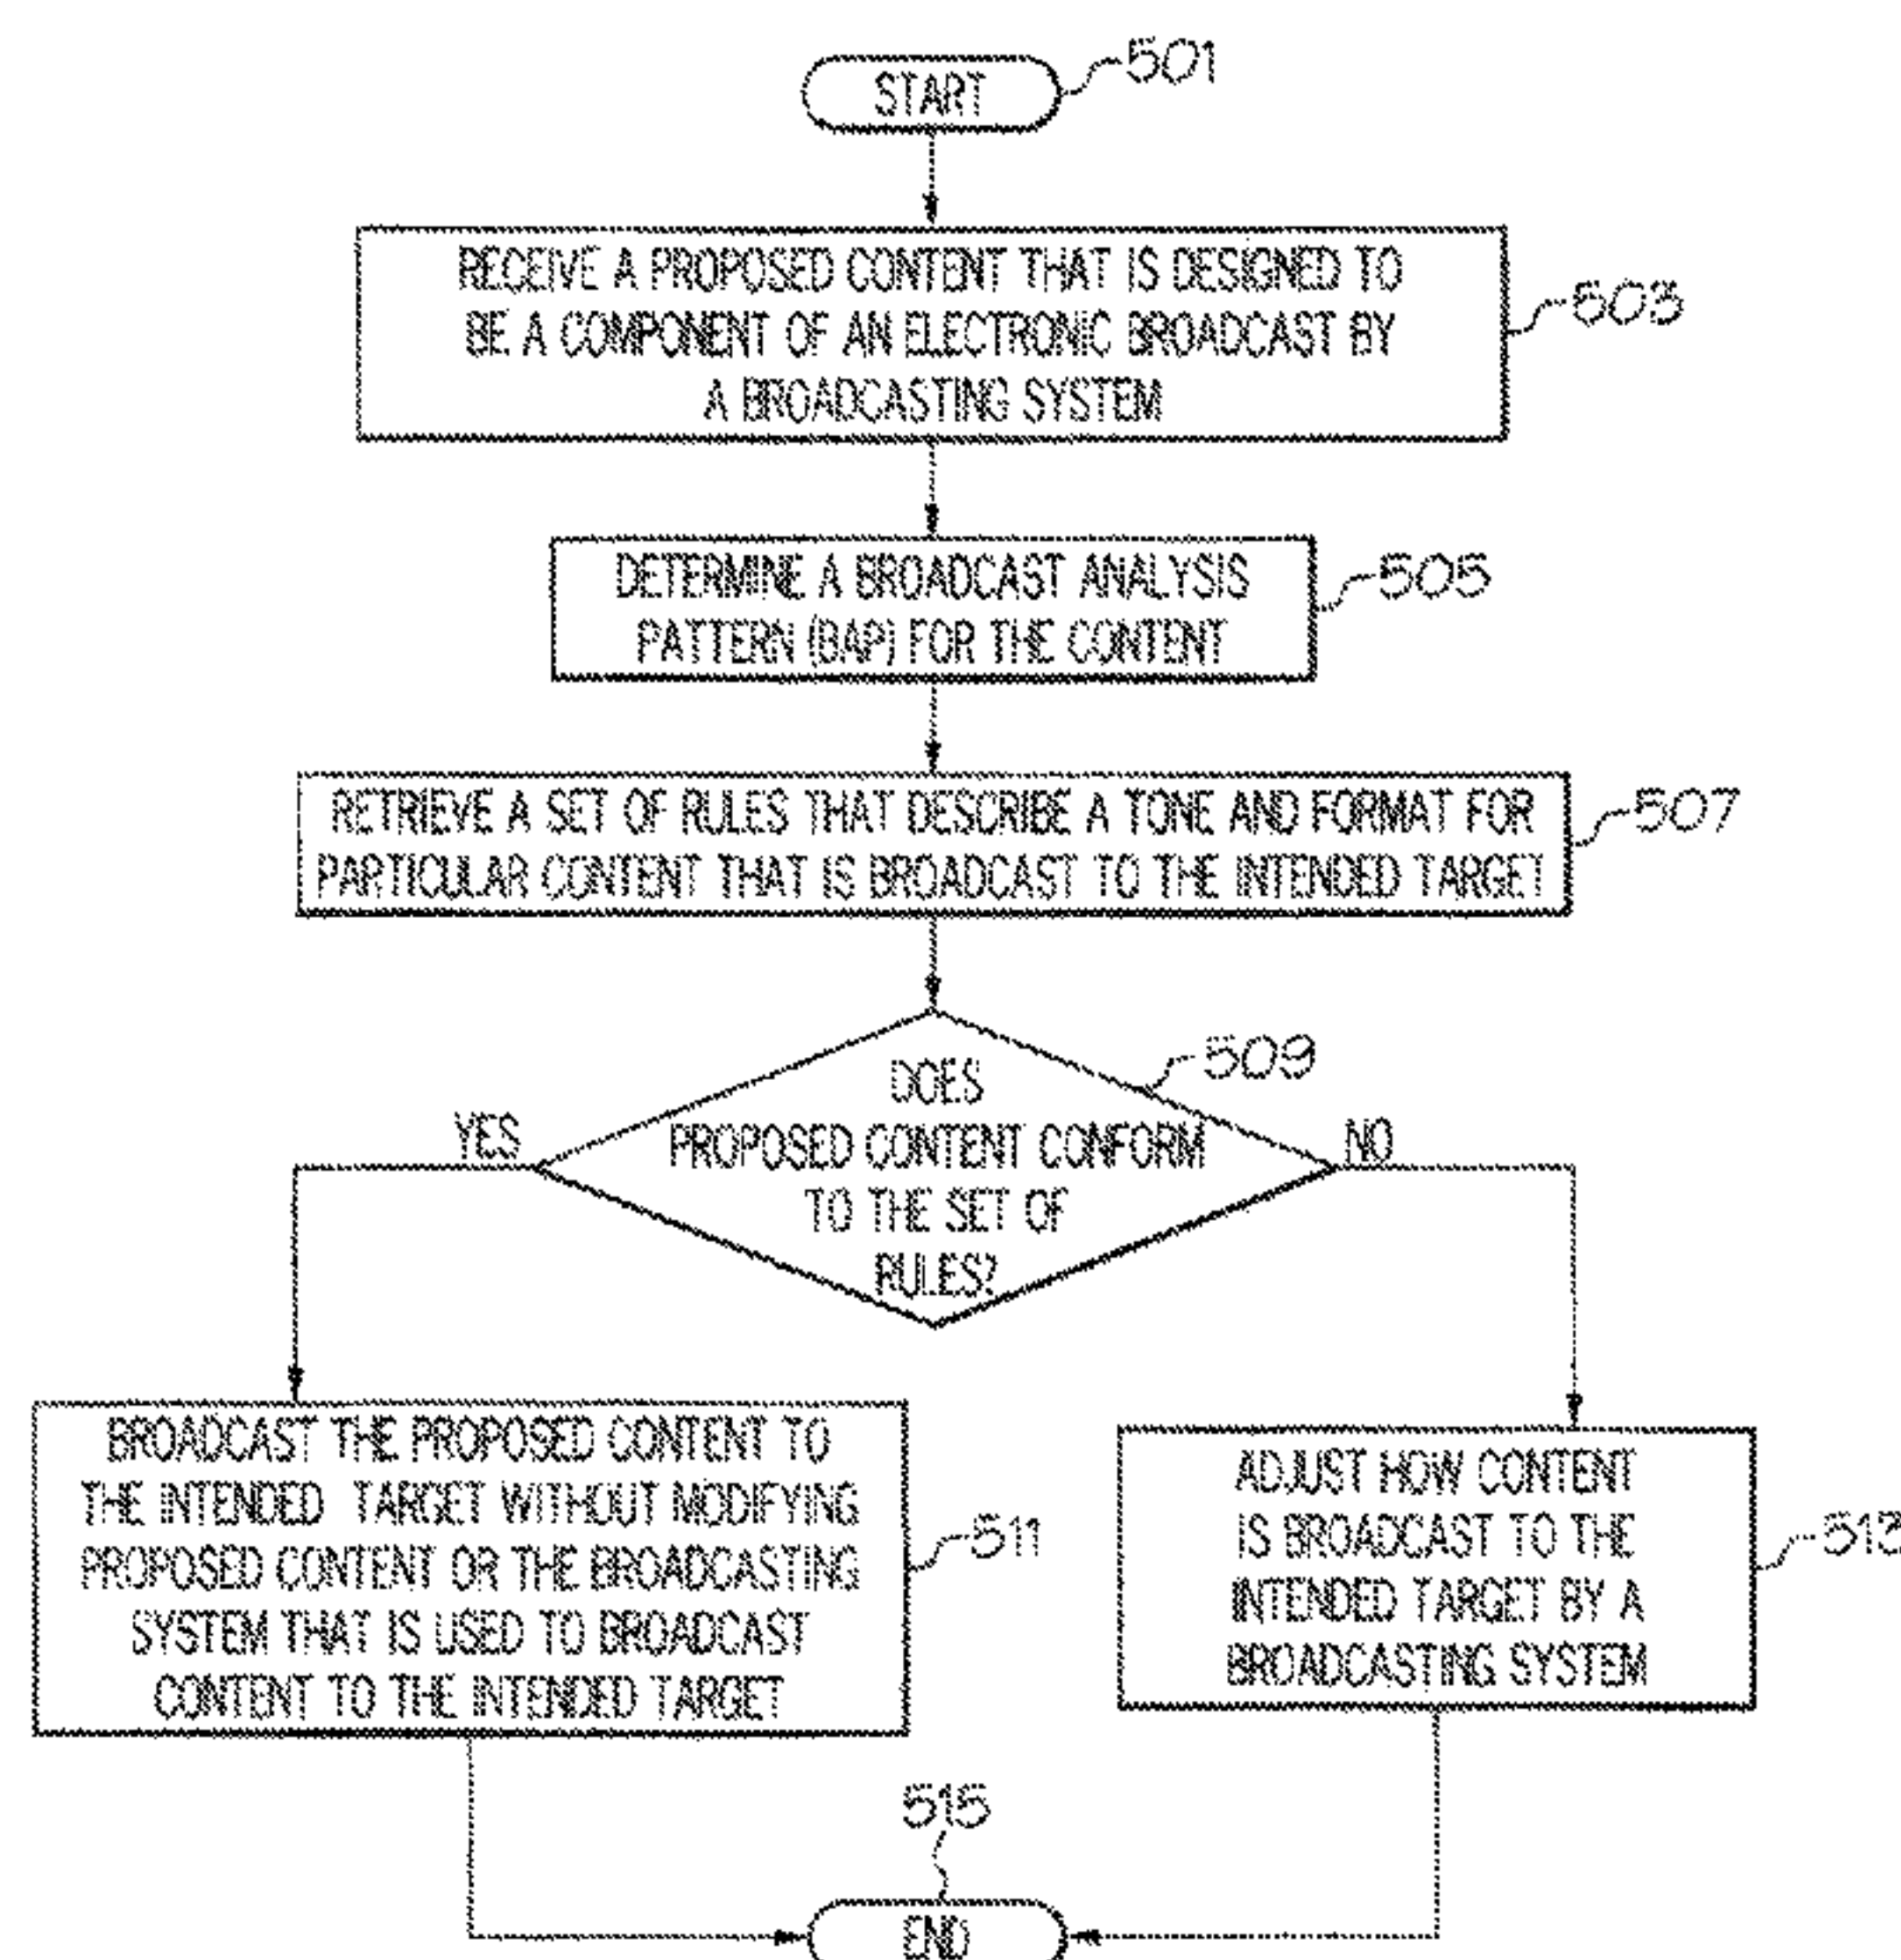 START
501
RECEIVE A PROPOSED CONTENT THAT IS DESIGNED TO
BE A COMPONENT OF AN ELECTRONIC BROADCAST BY
A BROADCASTING SYSTEM
503
DETERMINE A BROADCAST ANALYSIS
PATTERN (BAP) FOR THE CONTENT
505
RETRIEVE A SET OF RULES THAT DESCRIBE A TONE AND FORMAT FOR
PARTICULAR CONTENT THAT IS BROADCAST TO THE INTENDED TARGET
507
509
DOES
PROPOSED CONTENT CONFORM
TO THE SET OF
RULES?
YES
NO
BROADCAST THE PROPOSED CONTENT TO
THE INTENDED TARGET WITHOUT MODIFYING
PROPOSED CONTENT OR THE BROADCASTING
SYSTEM THAT IS USED TO BROADCAST
CONTENT TO THE INTENDED TARGET
511
ADJUST HOW CONTENT
IS BROADCAST TO THE
INTENDED TARGET BY A
BROADCASTING SYSTEM
515
END